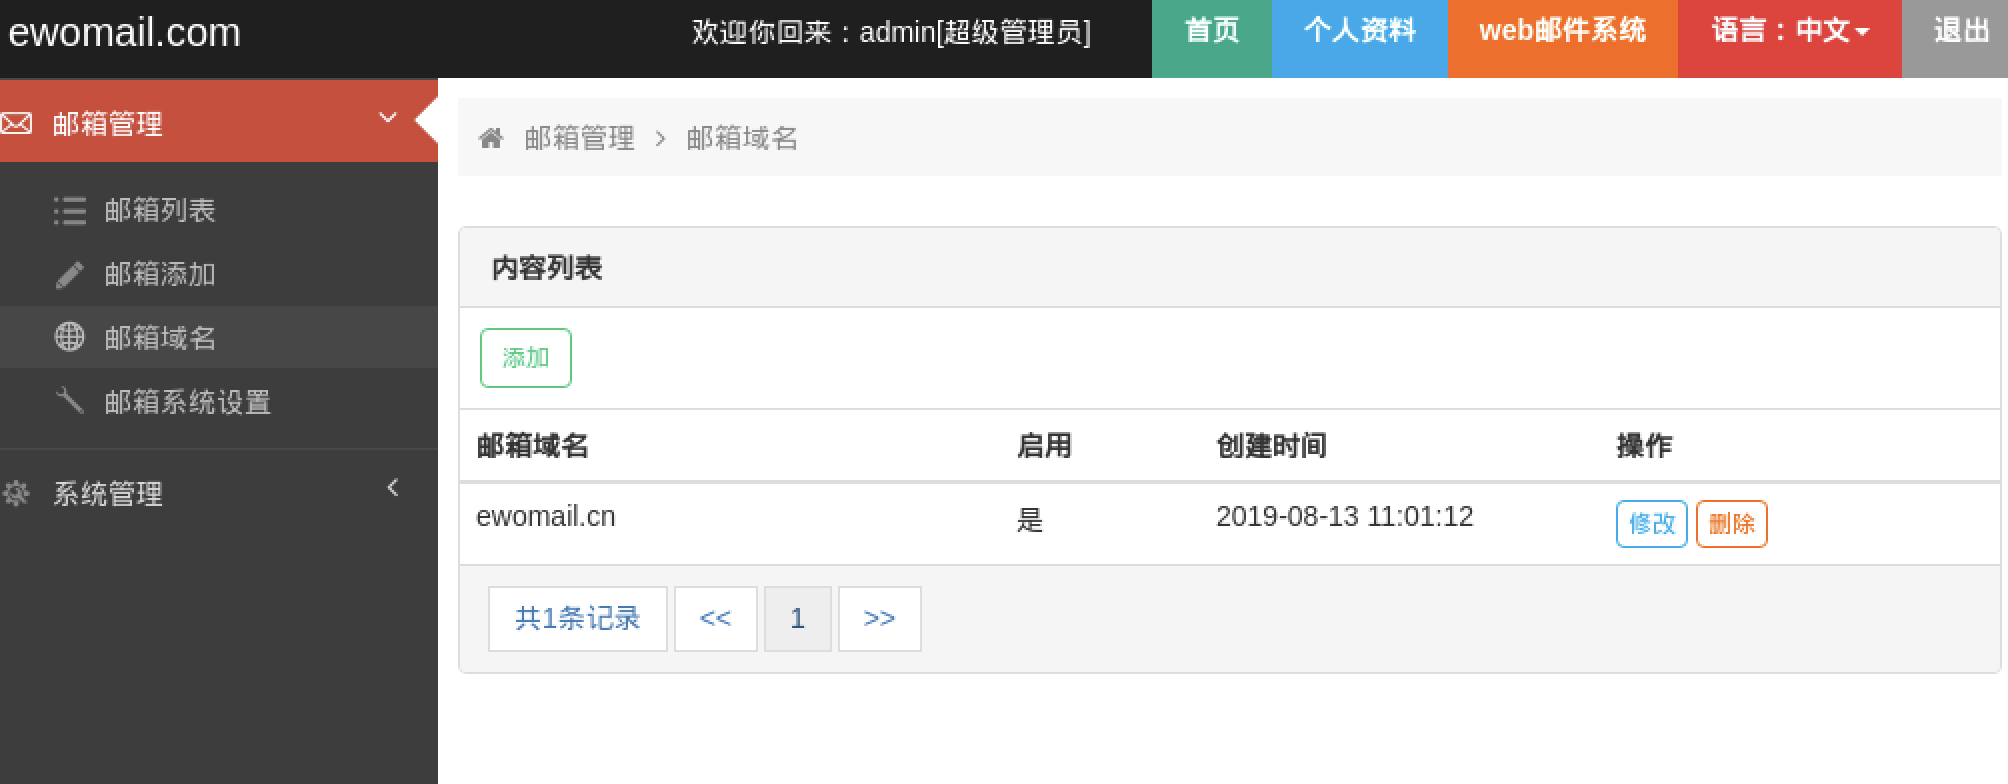 ewomail.com
欢迎你回来：admin[超级管理员]
首页
个人资料
web邮件系统
语言：中文
退出
邮箱管理
邮箱列表
邮箱添加
邮箱域名
邮箱系统设置
系统管理
邮箱管理 > 邮箱域名
内容列表
添加
邮箱域名 启用 创建时间 操作
ewomail.cn 是 2019-08-13 11:01:12 修改 删除
共1条记录 << 1 >>